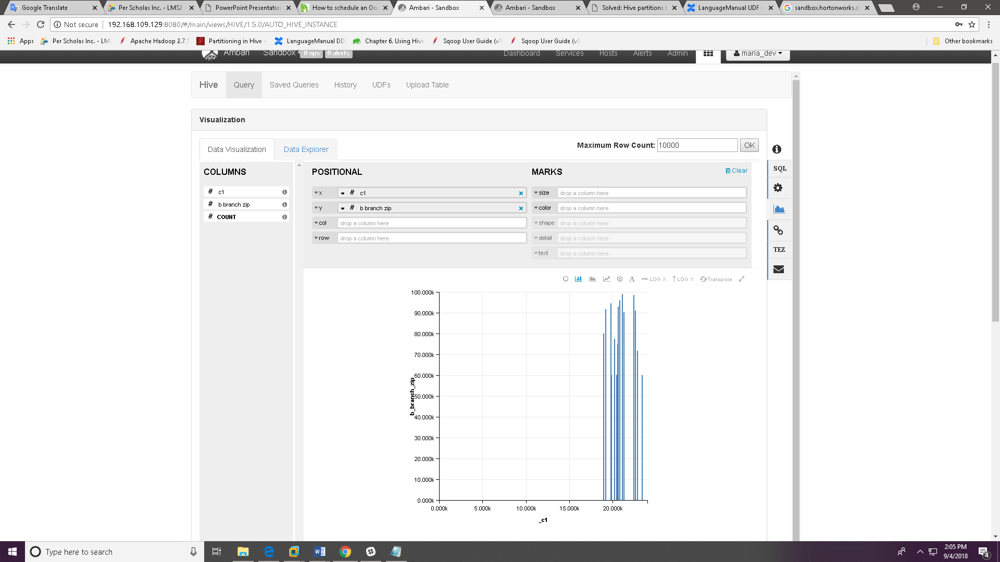 Google Translate
Per Scholas Inc. - LMS2
PowerPoint Presentation
How to schedule an Ooz
Ambari - Sandbox
Ambari - Sandbox
Solved: Hive partitions b
LanguageManual UDF -
sandbox.hortonworks.c
Not secure
192.168.109.129:8080/#/main/views/HIVE/1.5.0/AUTO_HIVE_INSTANCE
Apps
Per Scholas Inc. - LM
Apache Hadoop 2.7.1
Partitioning in Hive -
LanguageManual DD
Chapter 6. Using Hive
Sqoop User Guide (v1
Sqoop User Guide (v1
Other bookmarks
Ambari Sandbox 0 ops 0 alerts
Dashboard Services Hosts Alerts Admin
maria_dev
Hive Query Saved Queries History UDFs Upload Table
Visualization
Data Visualization Data Explorer
Maximum Row Count: 10000 OK
COLUMNS
# c1
# b branch zip
# COUNT
POSITIONAL
x # c1
y # b branch zip
col drop a column here
row drop a column here
MARKS
Clear
size drop a column here
color drop a column here
shape drop a column here
detail drop a column here
text drop a column here
SQL
TEZ
LOG X LOG Y Transpose
100.000k
90.000k
80.000k
70.000k
60.000k
50.000k
40.000k
30.000k
20.000k
10.000k
0.000k
b_branch_zip
0.000k 5.000k 10.000k 15.000k 20.000k
_c1
Type here to search
2:05 PM
9/4/2018
4